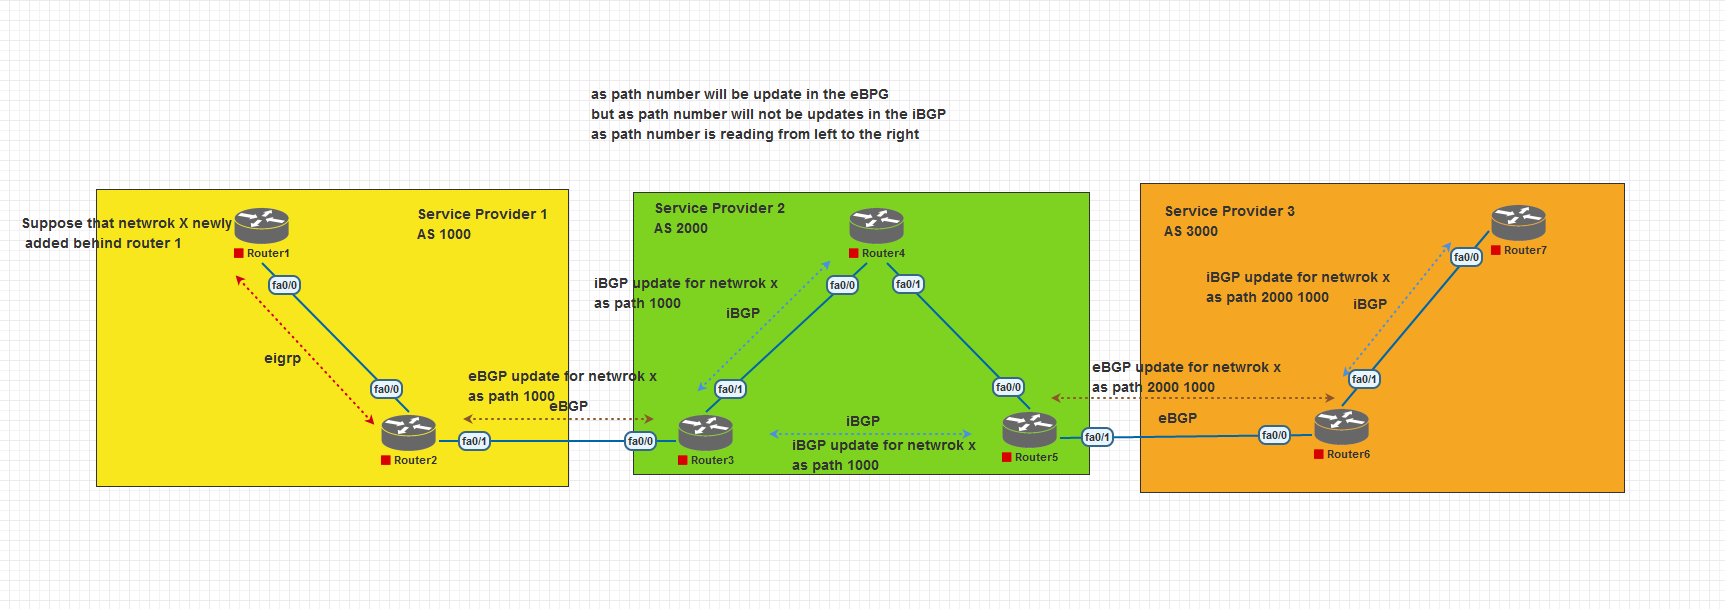 as path number will be update in the eBPG
but as path number will not be updates in the iBGP
as path number is reading from left to the right
Suppose that netwrok X newly
added behind router 1
Service Provider 1
AS 1000
Router1
fa0/0
eigrp
fa0/0
Router2
fa0/1
eBGP update for netwrok x
as path 1000
eBGP
Service Provider 2
AS 2000
Router4
iBGP update for netwrok x
as path 1000
iBGP
fa0/0
fa0/1
fa0/1
fa0/0
fa0/0
Router3
iBGP
iBGP update for netwrok x
as path 1000
Router5
fa0/1
eBGP update for netwrok x
as path 2000 1000
eBGP
Service Provider 3
AS 3000
Router7
fa0/0
iBGP update for netwrok x
as path 2000 1000
iBGP
fa0/1
fa0/0
Router6